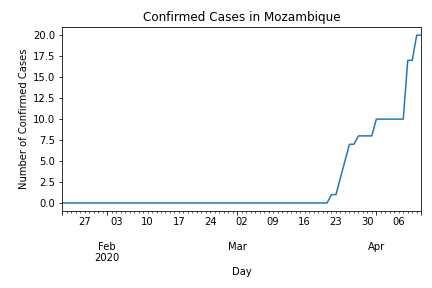 Confirmed Cases in Mozambique
Number of Confirmed Cases
20.0
17.5
15.0
12.5
10.0
7.5
5.0
2.5
0.0
27 03 10 17 24 02 09 16 23 30 06
Feb Mar Apr
2020
Day